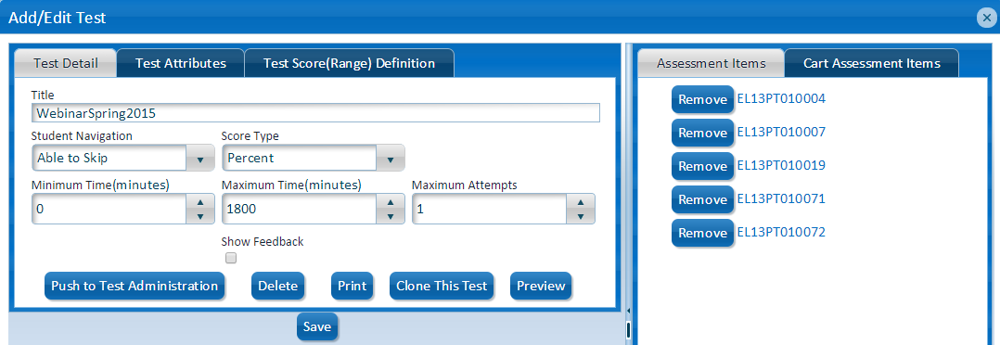 Add/Edit Test
Test Detail
Test Attributes
Test Score(Range) Definition
Title
WebinarSpring2015
Student Navigation
Score Type
Able to Skip
Percent
Minimum Time(minutes)
Maximum Time(minutes)
Maximum Attempts
0
1800
1
Show Feedback
Push to Test Administration
Delete
Print
Clone This Test
Preview
Save
Assessment Items
Cart Assessment Items
Remove EL13PT010004
Remove EL13PT010007
Remove EL13PT010019
Remove EL13PT010071
Remove EL13PT010072